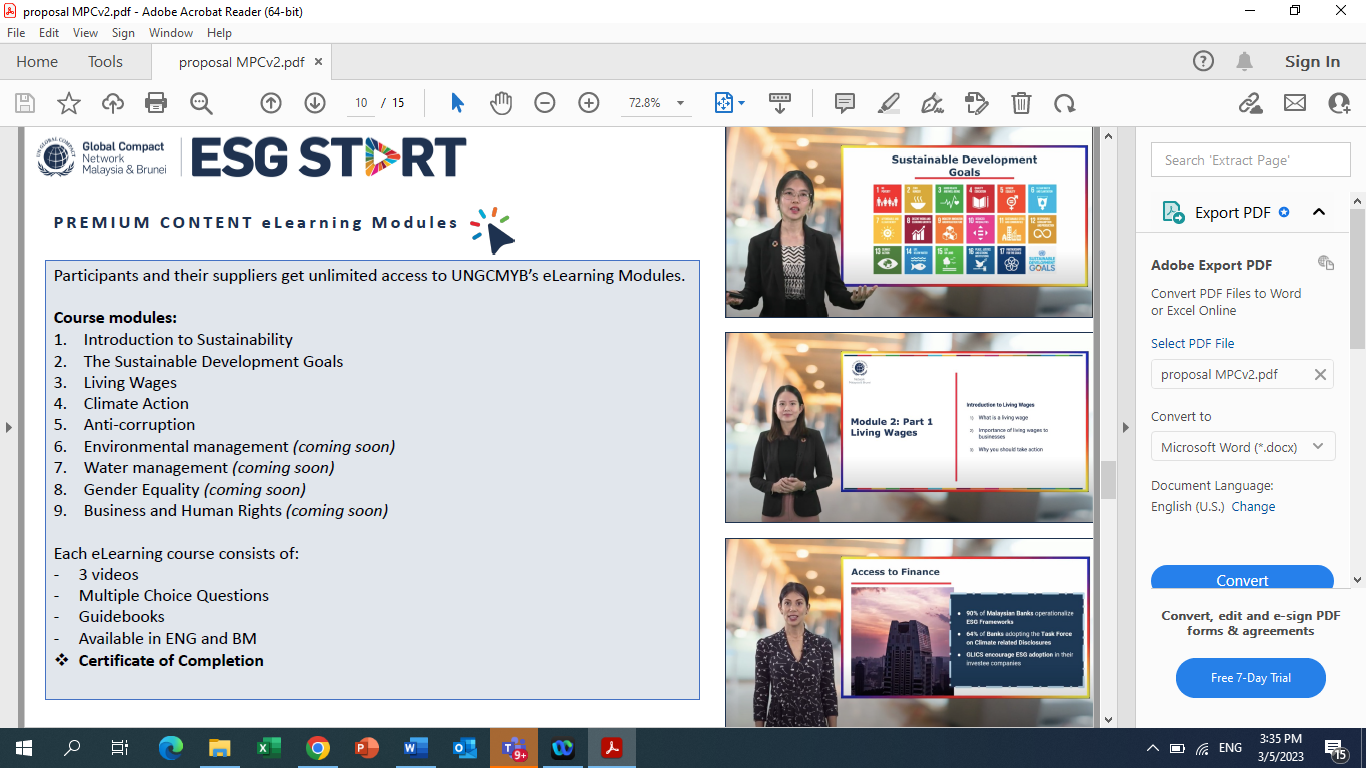 proposal MPCv2.pdf - Adobe Acrobat Reader (64-bit)
File Edit View Sign Window Help
Home Tools proposal MPCv2.pdf × Sign In
10 / 15 72.8%
Global Compact
Network
Malaysia & Brunei
ESG START
PREMIUM CONTENT eLearning Modules
Participants and their suppliers get unlimited access to UNGCMYB's eLearning Modules.
Course modules:
1. Introduction to Sustainability
2. The Sustainable Development Goals
3. Living Wages
4. Climate Action
5. Anti-corruption
6. Environmental management (coming soon)
7. Water management (coming soon)
8. Gender Equality (coming soon)
9. Business and Human Rights (coming soon)
Each eLearning course consists of:
- 3 videos
- Multiple Choice Questions
- Guidebooks
- Available in ENG and BM
❖ Certificate of Completion
Sustainable Development
Goals
Module 2: Part 1
Living Wages
Introduction to Living Wages
1) What is a living wage
2) Importance of living wages to
businesses
3) Why you should take action
Access to Finance
• 90% of Malaysian Banks operationalize
ESG Frameworks
• 64% of Banks adopting the Task Force
on Climate related Disclosures
• GLICS encourage ESG adoption in their
investee companies
Search 'Extract Page'
Export PDF
Adobe Export PDF
Convert PDF Files to Word
or Excel Online
Select PDF File
proposal MPCv2.pdf
Convert to
Microsoft Word (*.docx)
Document Language:
English (U.S.) Change
Convert
Convert, edit and e-sign PDF
forms & agreements
Free 7-Day Trial
9+
ENG
3:35 PM
3/5/2023
15